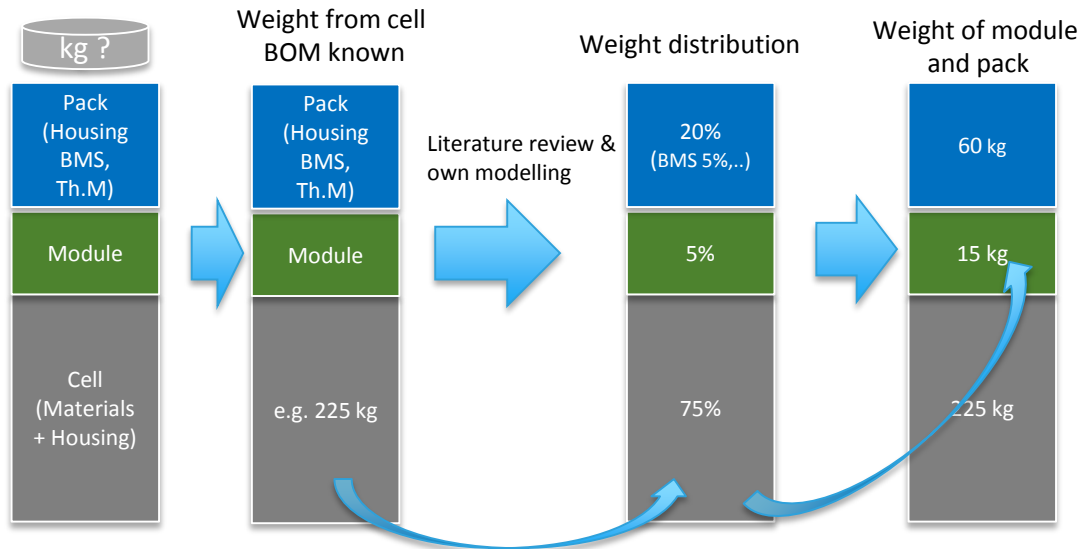 kg ?
Pack
(Housing
BMS,
Th.M)
Module
Cell
(Materials
+ Housing)
Weight from cell
BOM known
Pack
(Housing
BMS,
Th.M)
Module
e.g. 225 kg
Literature review &
own modelling
Weight distribution
20%
(BMS 5%,..)
5%
75%
Weight of module
and pack
60 kg
15 kg
225 kg